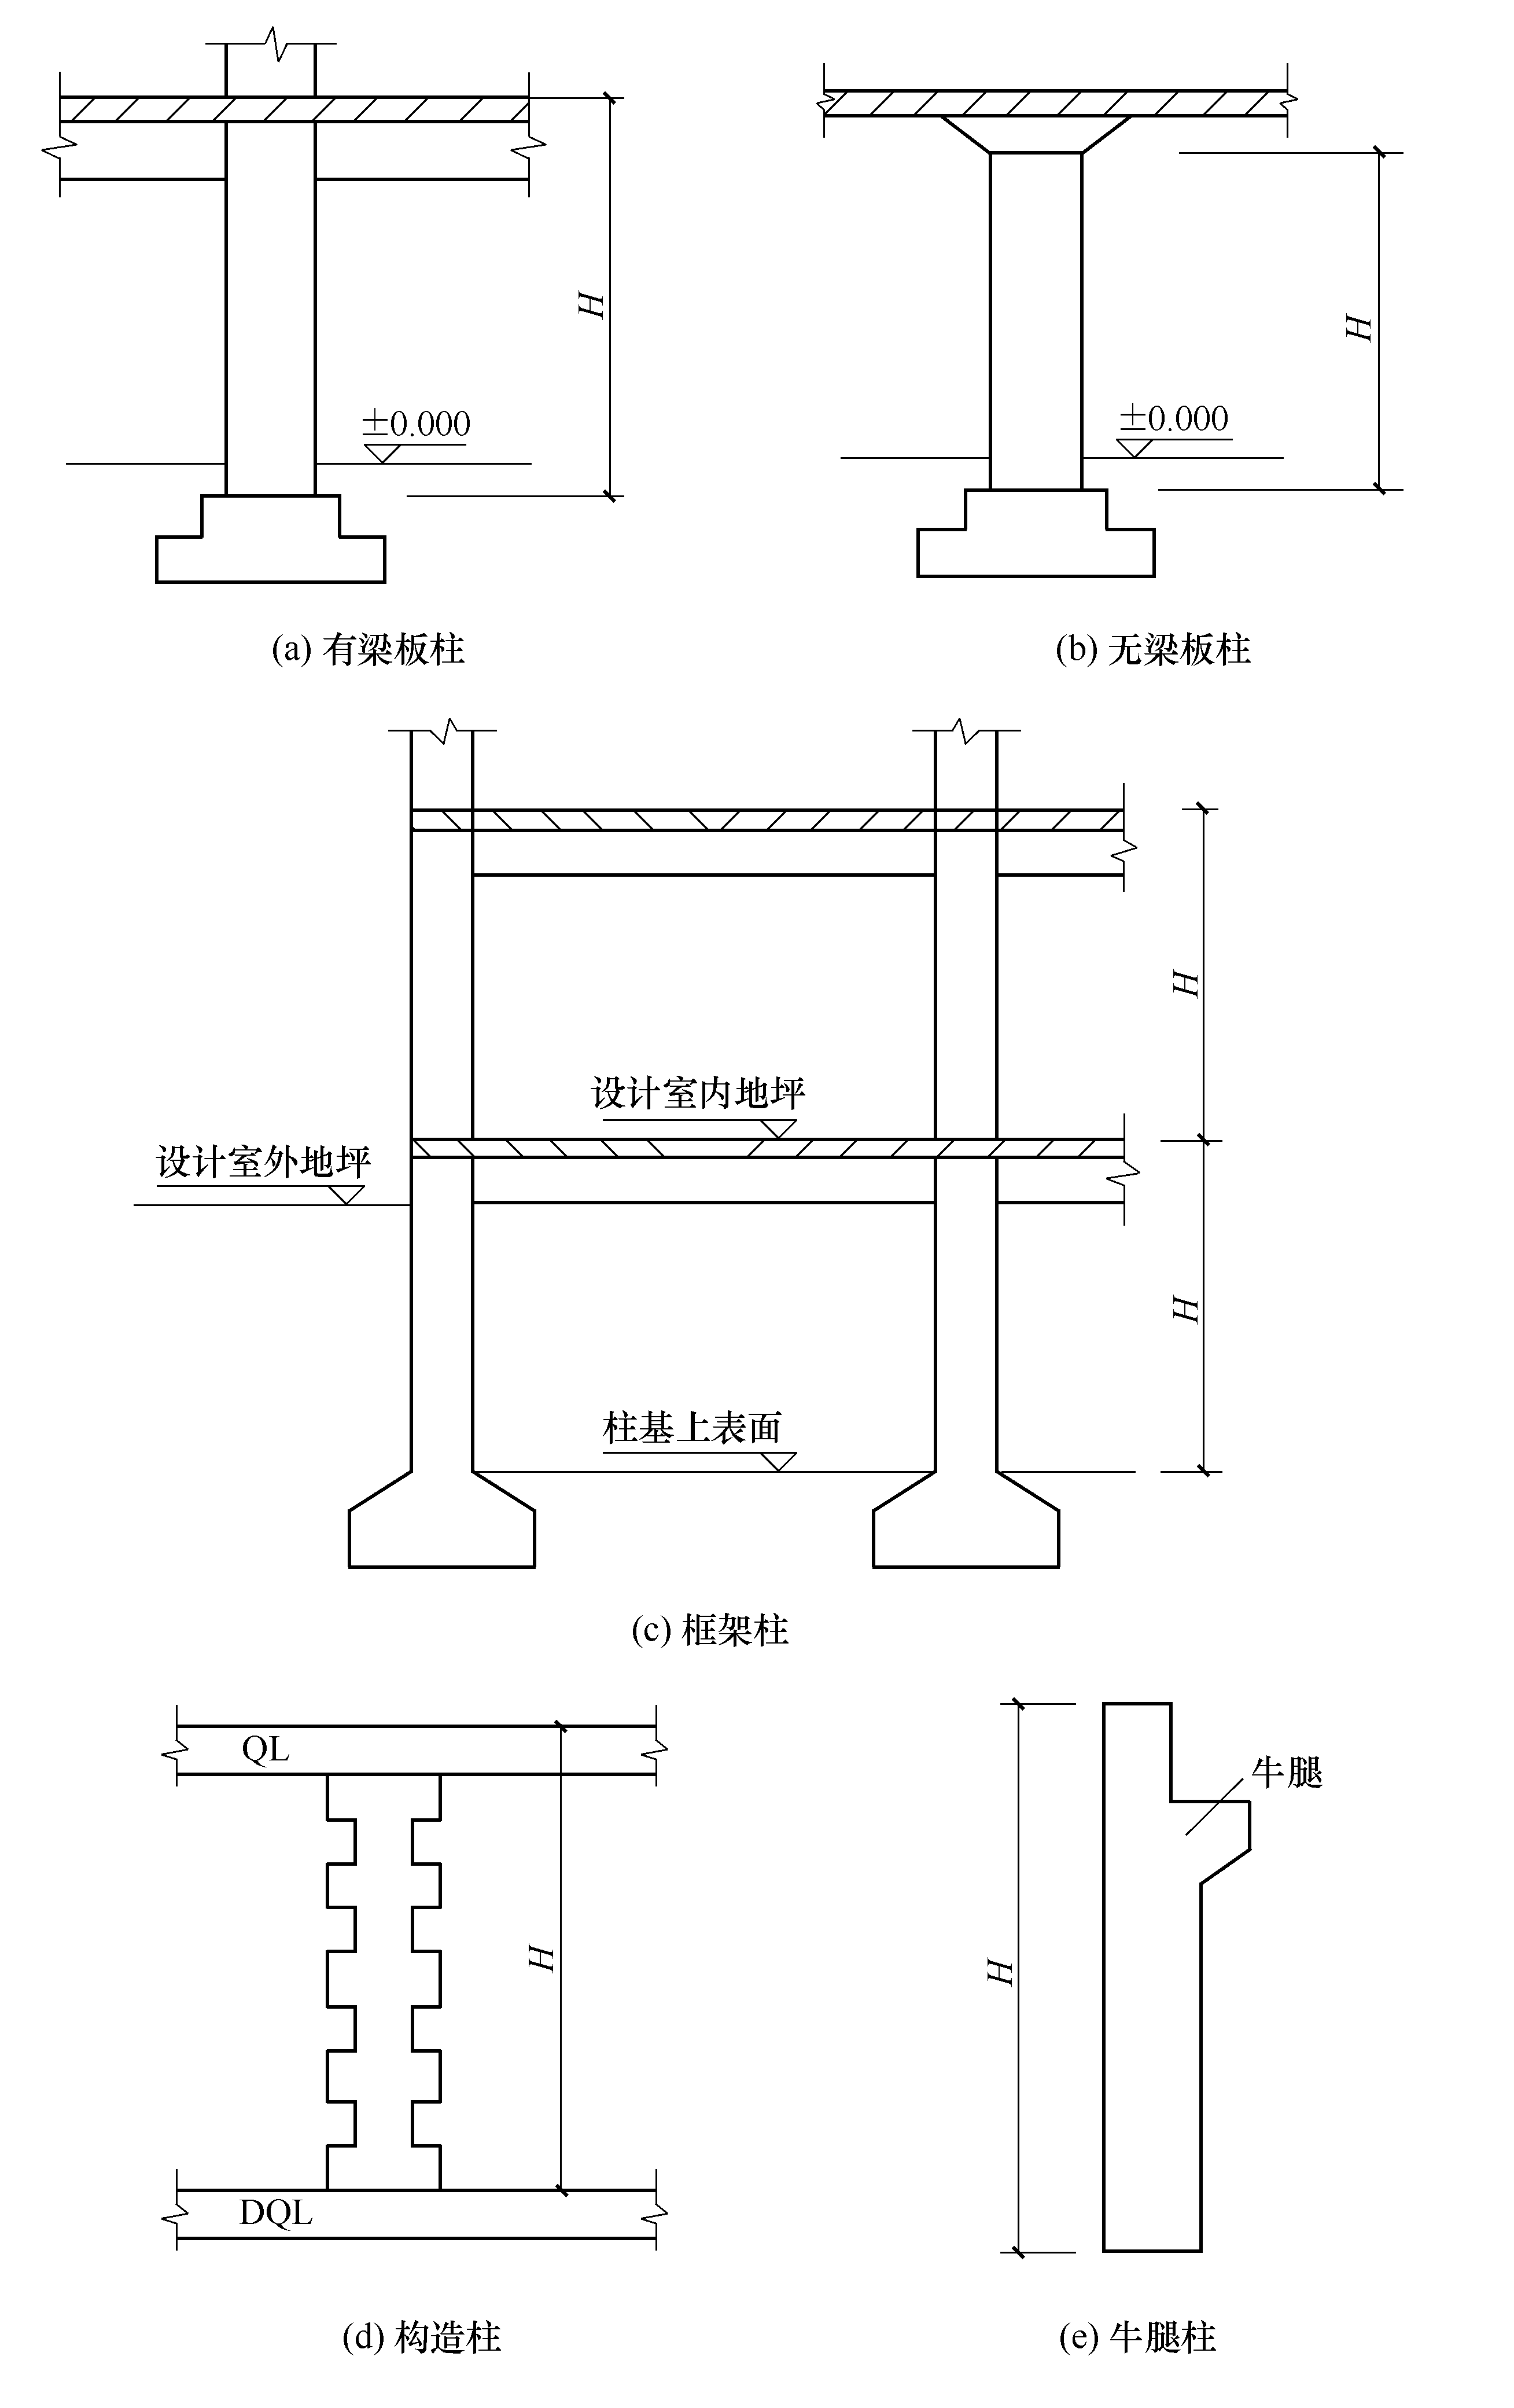 H
H
±0.000
±0.000
(a) 有梁板柱
(b) 无梁板柱
H
设计室内地坪
设计室外地坪
H
柱基上表面
(c) 框架柱
QL
牛腿
H
H
DQL
(d) 构造柱
(e) 牛腿柱